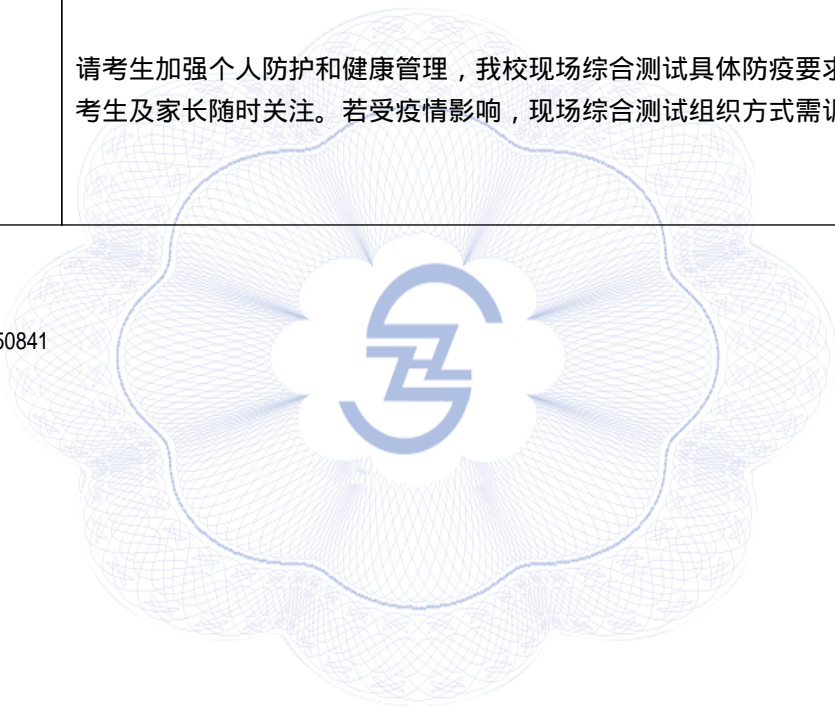 请考生加强个人防护和健康管理，我校现场综合测试具体防疫要求
考生及家长随时关注。若受疫情影响，现场综合测试组织方式需
50841